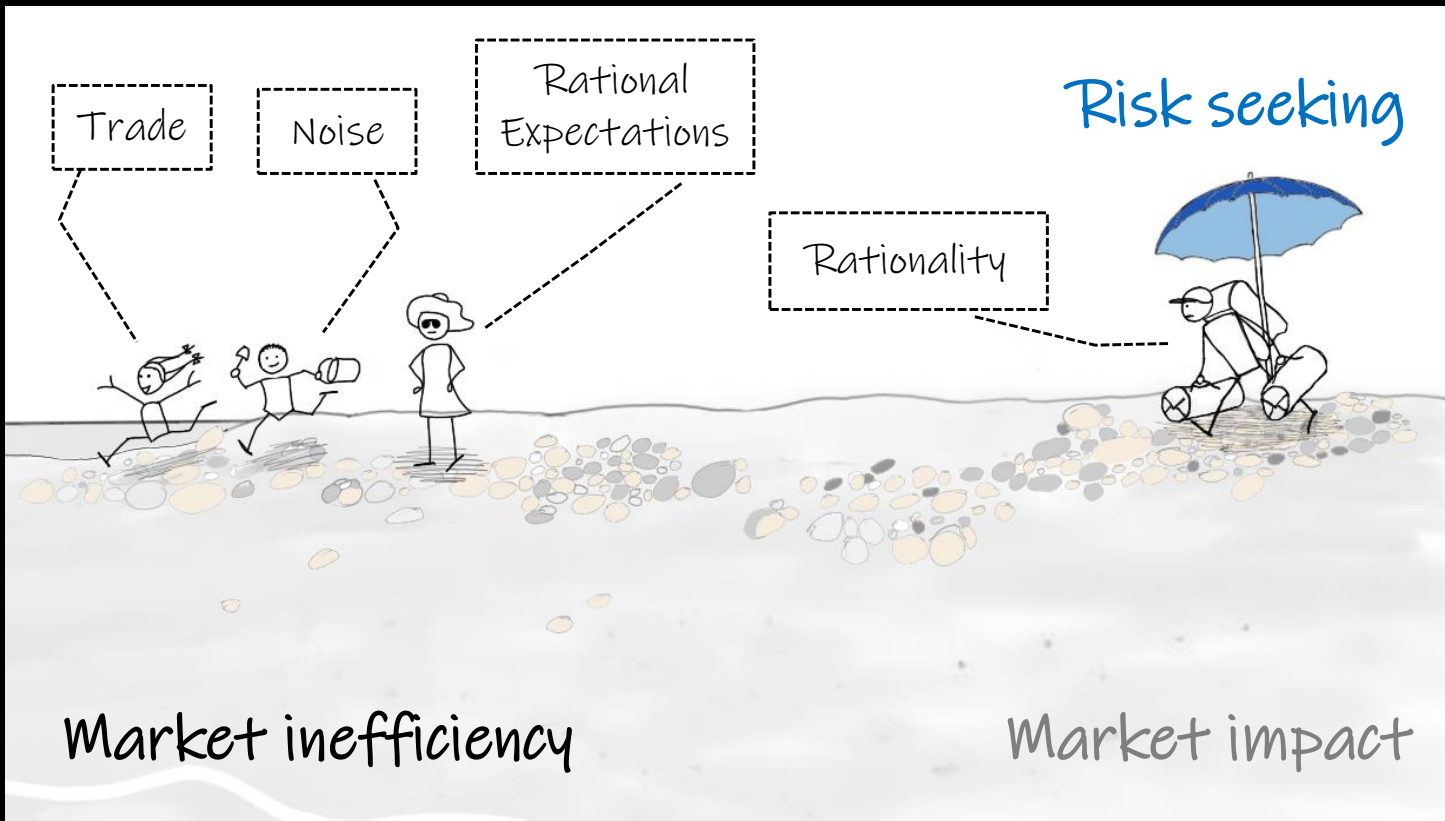 Trade
Noise
Rational
Expectations
Risk seeking
Rationality
Market inefficiency
Market impact